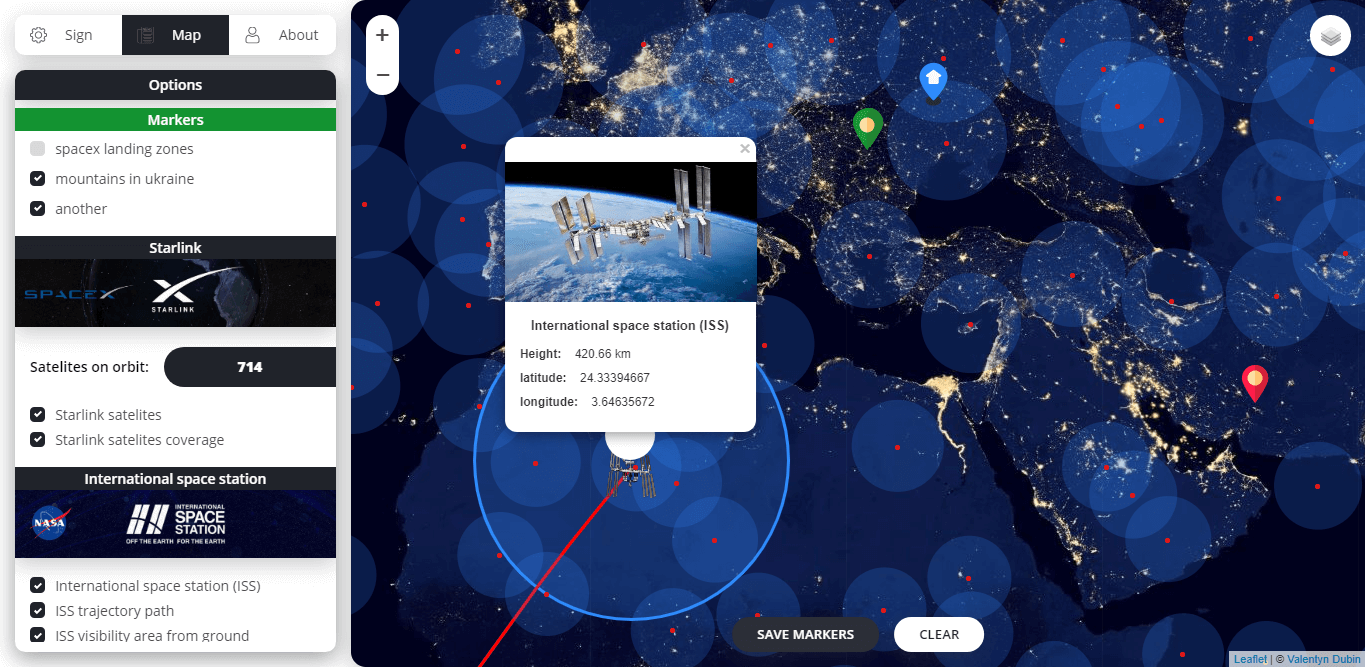 Sign
Map
About
Options
Markers
spacex landing zones
mountains in ukraine
another
Starlink
SPACEX
STARLINK
Satelites on orbit:
714
Starlink satelites
Starlink satelites coverage
International space station
NASA
INTERNATIONAL
SPACE
STATION
OFF THE EARTH FOR THE EARTH
International space station (ISS)
ISS trajectory path
ISS visibility area from ground
+
−
×
International space station (ISS)
Height: 420.66 km
latitude: 24.33394667
longitude: 3.64635672
SAVE MARKERS
CLEAR
Leaflet | © Valentyn Dubin